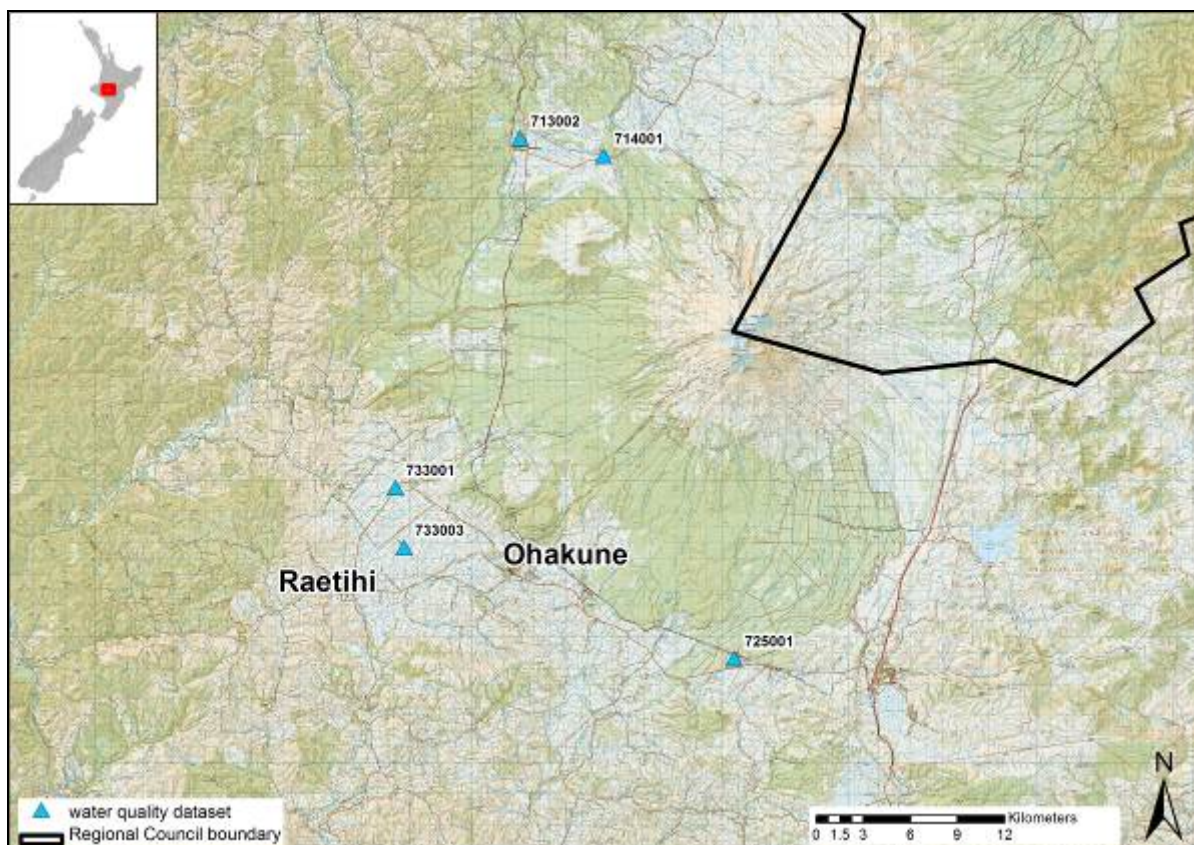 713002
714001
733001
733003
Ohakune
Raetihi
725001
N
water quality dataset
Regional Council boundary
Kilometers
0 1.5 3 6 9 12